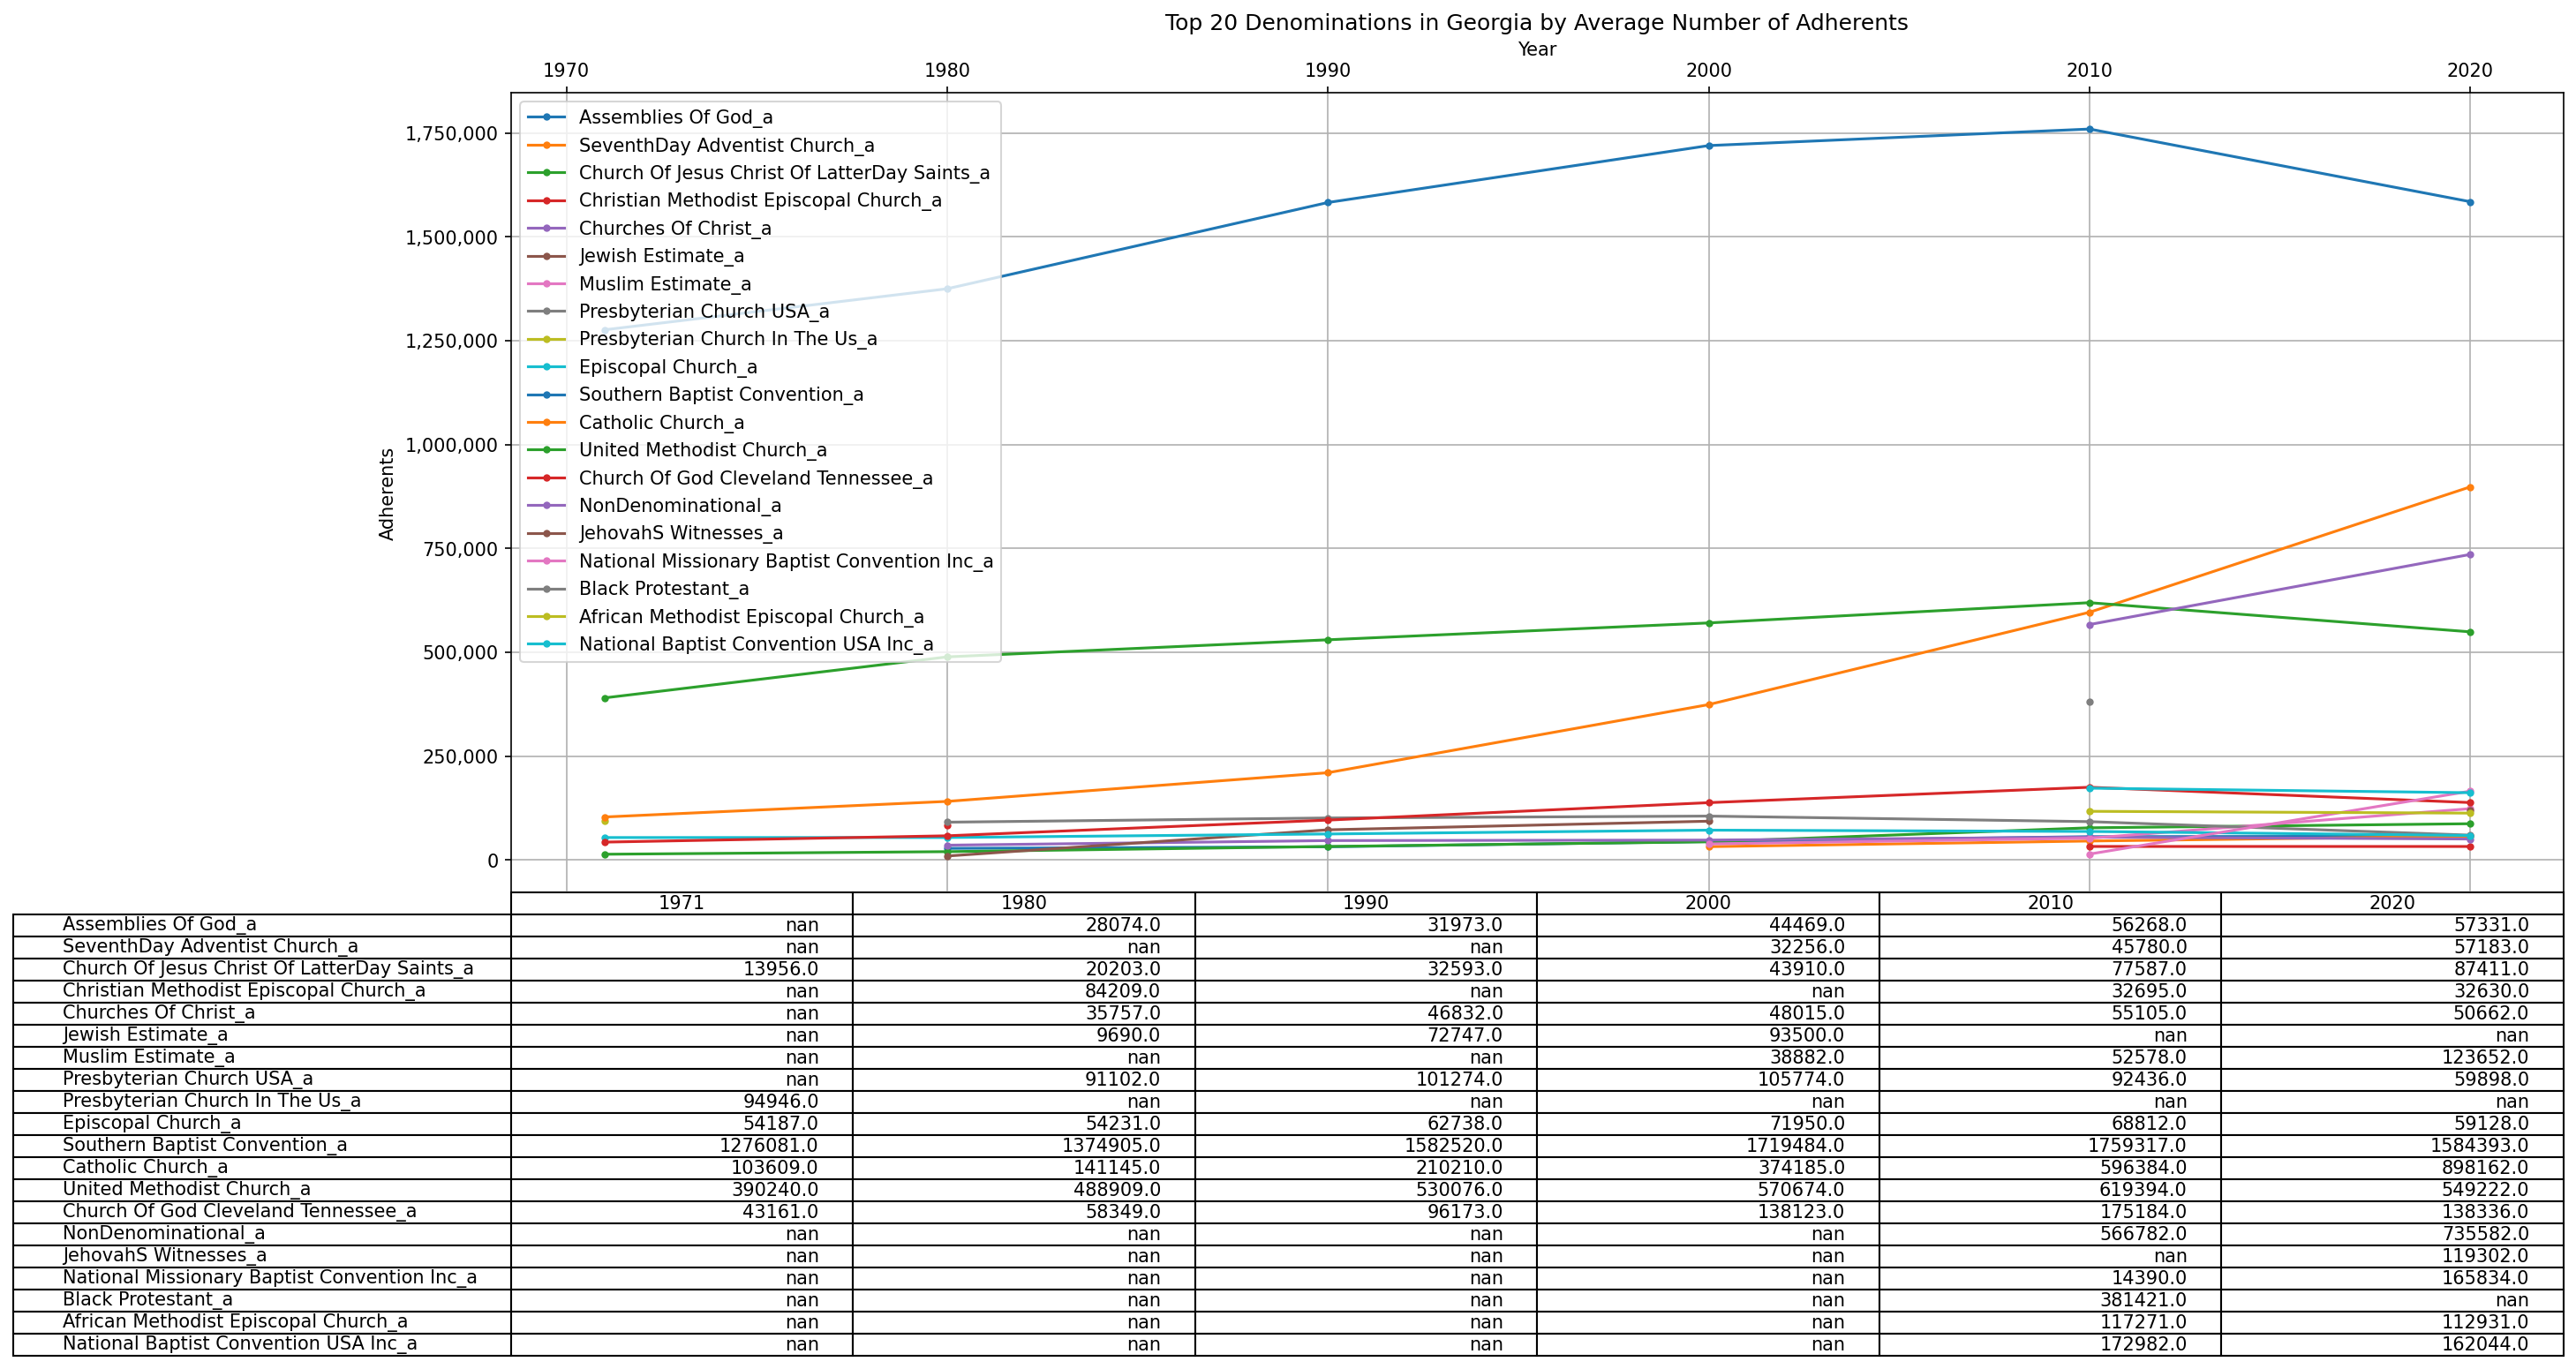 Top 20 Denominations in Georgia by Average Number of Adherents
Year
1970 1980 1990 2000 2010 2020
Adherents
1,750,000
1,500,000
1,250,000
1,000,000
750,000
500,000
250,000
0
Assemblies Of God_a
SeventhDay Adventist Church_a
Church Of Jesus Christ Of LatterDay Saints_a
Christian Methodist Episcopal Church_a
Churches Of Christ_a
Jewish Estimate_a
Muslim Estimate_a
Presbyterian Church USA_a
Presbyterian Church In The Us_a
Episcopal Church_a
Southern Baptist Convention_a
Catholic Church_a
United Methodist Church_a
Church Of God Cleveland Tennessee_a
NonDenominational_a
JehovahS Witnesses_a
National Missionary Baptist Convention Inc_a
Black Protestant_a
African Methodist Episcopal Church_a
National Baptist Convention USA Inc_a
1971 1980 1990 2000 2010 2020
Assemblies Of God_a nan 28074.0 31973.0 44469.0 56268.0 57331.0
SeventhDay Adventist Church_a nan nan nan 32256.0 45780.0 57183.0
Church Of Jesus Christ Of LatterDay Saints_a 13956.0 20203.0 32593.0 43910.0 77587.0 87411.0
Christian Methodist Episcopal Church_a nan 84209.0 nan nan 32695.0 32630.0
Churches Of Christ_a nan 35757.0 46832.0 48015.0 55105.0 50662.0
Jewish Estimate_a nan 9690.0 72747.0 93500.0 nan nan
Muslim Estimate_a nan nan nan 38882.0 52578.0 123652.0
Presbyterian Church USA_a nan 91102.0 101274.0 105774.0 92436.0 59898.0
Presbyterian Church In The Us_a 94946.0 nan nan nan nan nan
Episcopal Church_a 54187.0 54231.0 62738.0 71950.0 68812.0 59128.0
Southern Baptist Convention_a 1276081.0 1374905.0 1582520.0 1719484.0 1759317.0 1584393.0
Catholic Church_a 103609.0 141145.0 210210.0 374185.0 596384.0 898162.0
United Methodist Church_a 390240.0 488909.0 530076.0 570674.0 619394.0 549222.0
Church Of God Cleveland Tennessee_a 43161.0 58349.0 96173.0 138123.0 175184.0 138336.0
NonDenominational_a nan nan nan nan 566782.0 735582.0
JehovahS Witnesses_a nan nan nan nan nan 119302.0
National Missionary Baptist Convention Inc_a nan nan nan nan 14390.0 165834.0
Black Protestant_a nan nan nan nan 381421.0 nan
African Methodist Episcopal Church_a nan nan nan nan 117271.0 112931.0
National Baptist Convention USA Inc_a nan nan nan nan 172982.0 162044.0